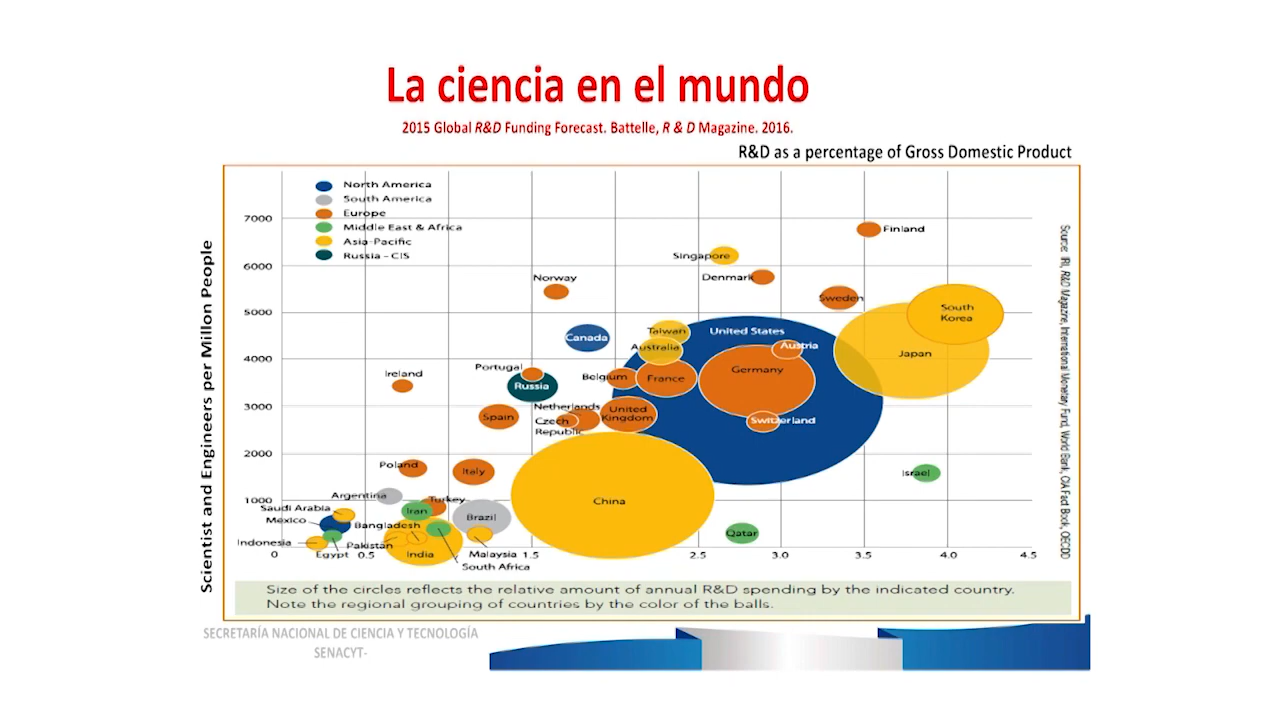 La ciencia en el mundo
2015 Global R&D Funding Forecast. Battelle, R & D Magazine. 2016.
R&D as a percentage of Gross Domestic Product
Scientist and Engineers per Millon People
North America
South America
Europe
Middle East & Africa
Asia-Pacific
Russia - CIS
7000
6000
5000
4000
3000
2000
1000
0
0.5
1.5
2.5
3.0
3.5
4.0
4.5
Finland
Singapore
Denmark
Norway
Sweden
South
Korea
Canada
Taiwan
United States
Australia
Austria
Japan
Portugal
Ireland
Russia
Belgium
France
Germany
Netherlands
Spain
Czech
Republic
United
Kingdom
Switzerland
Poland
Italy
Israel
Argentina
Turkey
China
Saudi Arabia
Iran
Mexico
Bangladesh
Brazil
Qatar
Indonesia
Egypt
Pakistan
India
Malaysia
South Africa
Source: IRI, R&D Magazine, International Monetary Fund, World Bank, CIA Fact Book, OECD
Size of the circles reflects the relative amount of annual R&D spending by the indicated country.
Note the regional grouping of countries by the color of the balls.
SECRETARÍA NACIONAL DE CIENCIA Y TECNOLOGÍA
SENACYT-